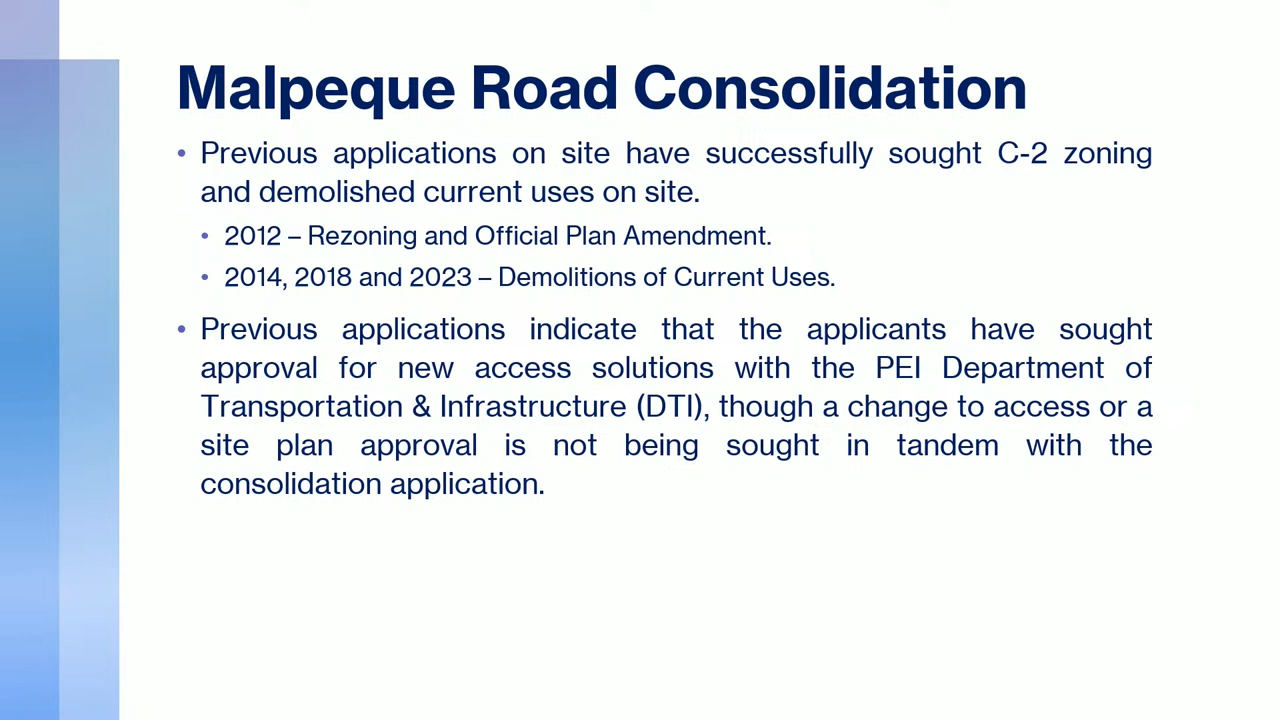 Malpeque Road Consolidation
• Previous applications on site have successfully sought C-2 zoning
and demolished current uses on site.
• 2012 – Rezoning and Official Plan Amendment.
• 2014, 2018 and 2023 – Demolitions of Current Uses.
• Previous applications indicate that the applicants have sought
approval for new access solutions with the PEI Department of
Transportation & Infrastructure (DTI), though a change to access or a
site plan approval is not being sought in tandem with the
consolidation application.